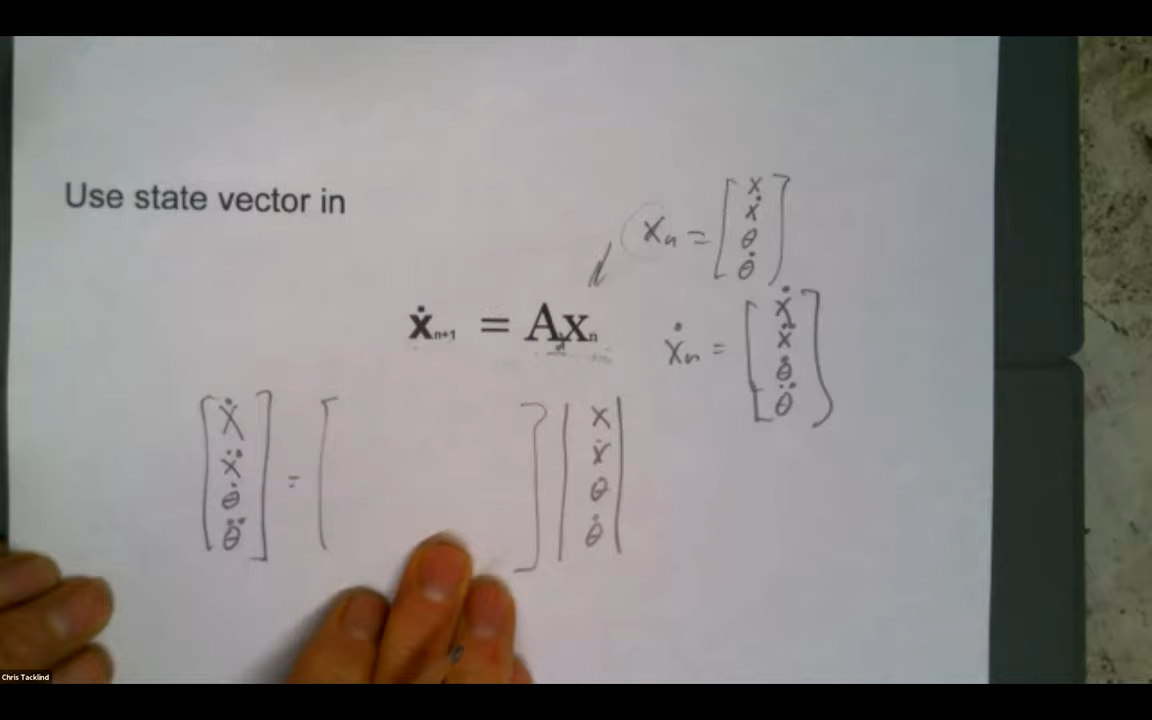 Use state vector in
xₙ = [ x ẋ θ θ̇ ]
ẋₙ₊₁ = Axₙ
ẋₙ = [ ẋ ẍ θ̇ θ̈ ]
[ ẋ ẍ θ̇ θ̈ ] = [ ] [ x ẋ θ θ̇ ]
Chris Tacklind